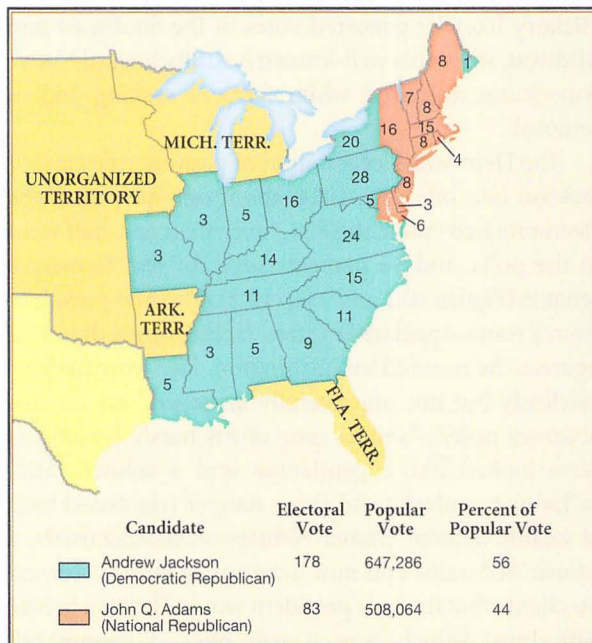 8
1
7
8
15
8
4
16
20
MICH. TERR.
28
8
5
3
6
UNORGANIZED
TERRITORY
3
5
16
24
3
14
15
11
11
ARK.
TERR.
3
5
9
5
FLA. TERR.
Candidate
Electoral
Vote
Popular
Vote
Percent of
Popular Vote
Andrew Jackson
(Democratic Republican)
178
647,286
56
John Q. Adams
(National Republican)
83
508,064
44